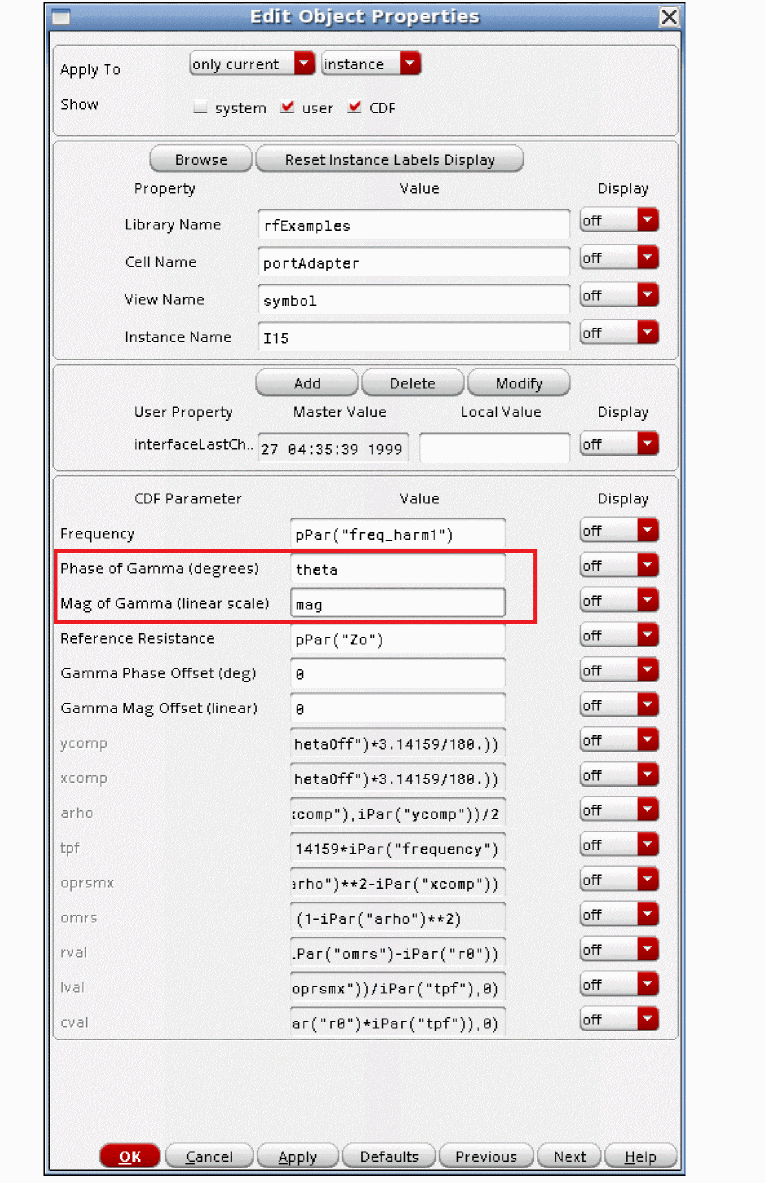 Edit Object Properties
Apply To only current instance
Show system user CDF
Browse Reset Instance Labels Display
Property Value Display
Library Name rfExamples off
Cell Name portAdapter off
View Name symbol off
Instance Name I15 off
Add Delete Modify
User Property Master Value Local Value Display
interfaceLastCh.. 27 04:35:39 1999 off
CDF Parameter Value Display
Frequency pPar("freq_harm1") off
Phase of Gamma (degrees) theta off
Mag of Gamma (linear scale) mag off
Reference Resistance pPar("Zo") off
Gamma Phase Offset (deg) 0 off
Gamma Mag Offset (linear) 0 off
ycomp hetaOff")*3.14159/180.)) off
xcomp hetaOff")*3.14159/180.)) off
arho xcomp"),iPar("ycomp"))/2 off
tpf 14159*iPar("frequency") off
oprsmx arho")**2-iPar("xcomp")) off
omrs (1-iPar("arho")**2) off
rval .Par("omrs")-iPar("r0")) off
lval oprsmx"))/iPar("tpf"),0) off
cval ar("r0")*iPar("tpf")),0) off
OK Cancel Apply Defaults Previous Next Help